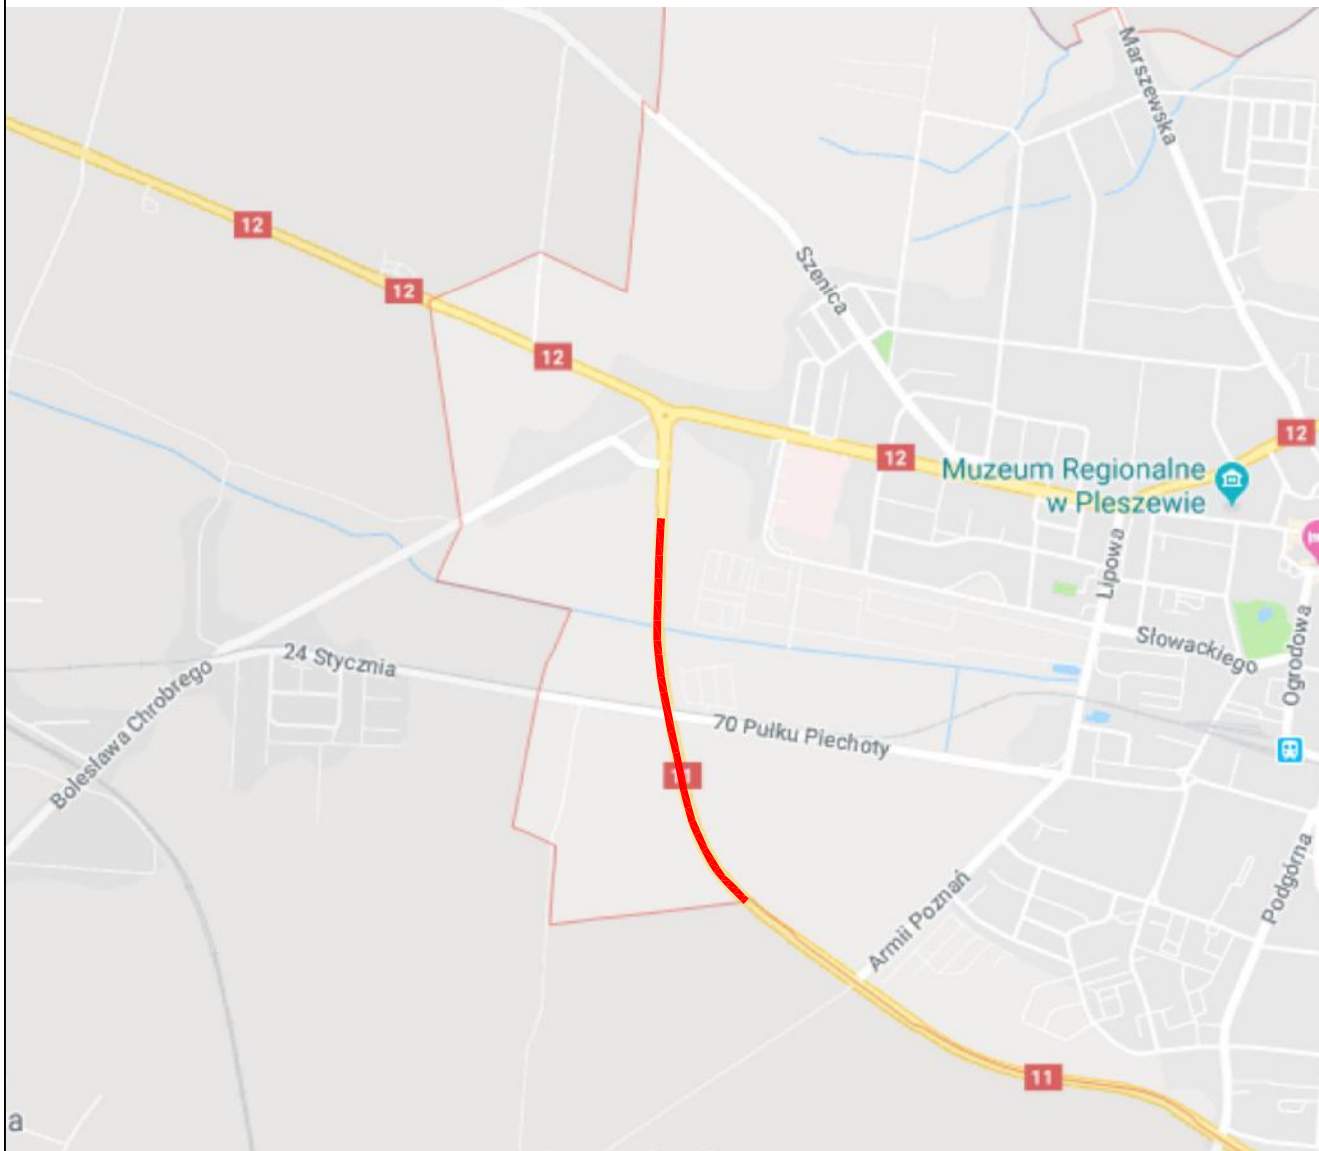 Marszewska
12
12
Szenica
12
12
12
Muzeum Regionalne
w Pleszewie
Lipowa
Słowackiego
Ogrodowa
24 Stycznia
Bolesława Chrobrego
70 Pułku Piechoty
11
Podgórna
Armii Poznań
11
a